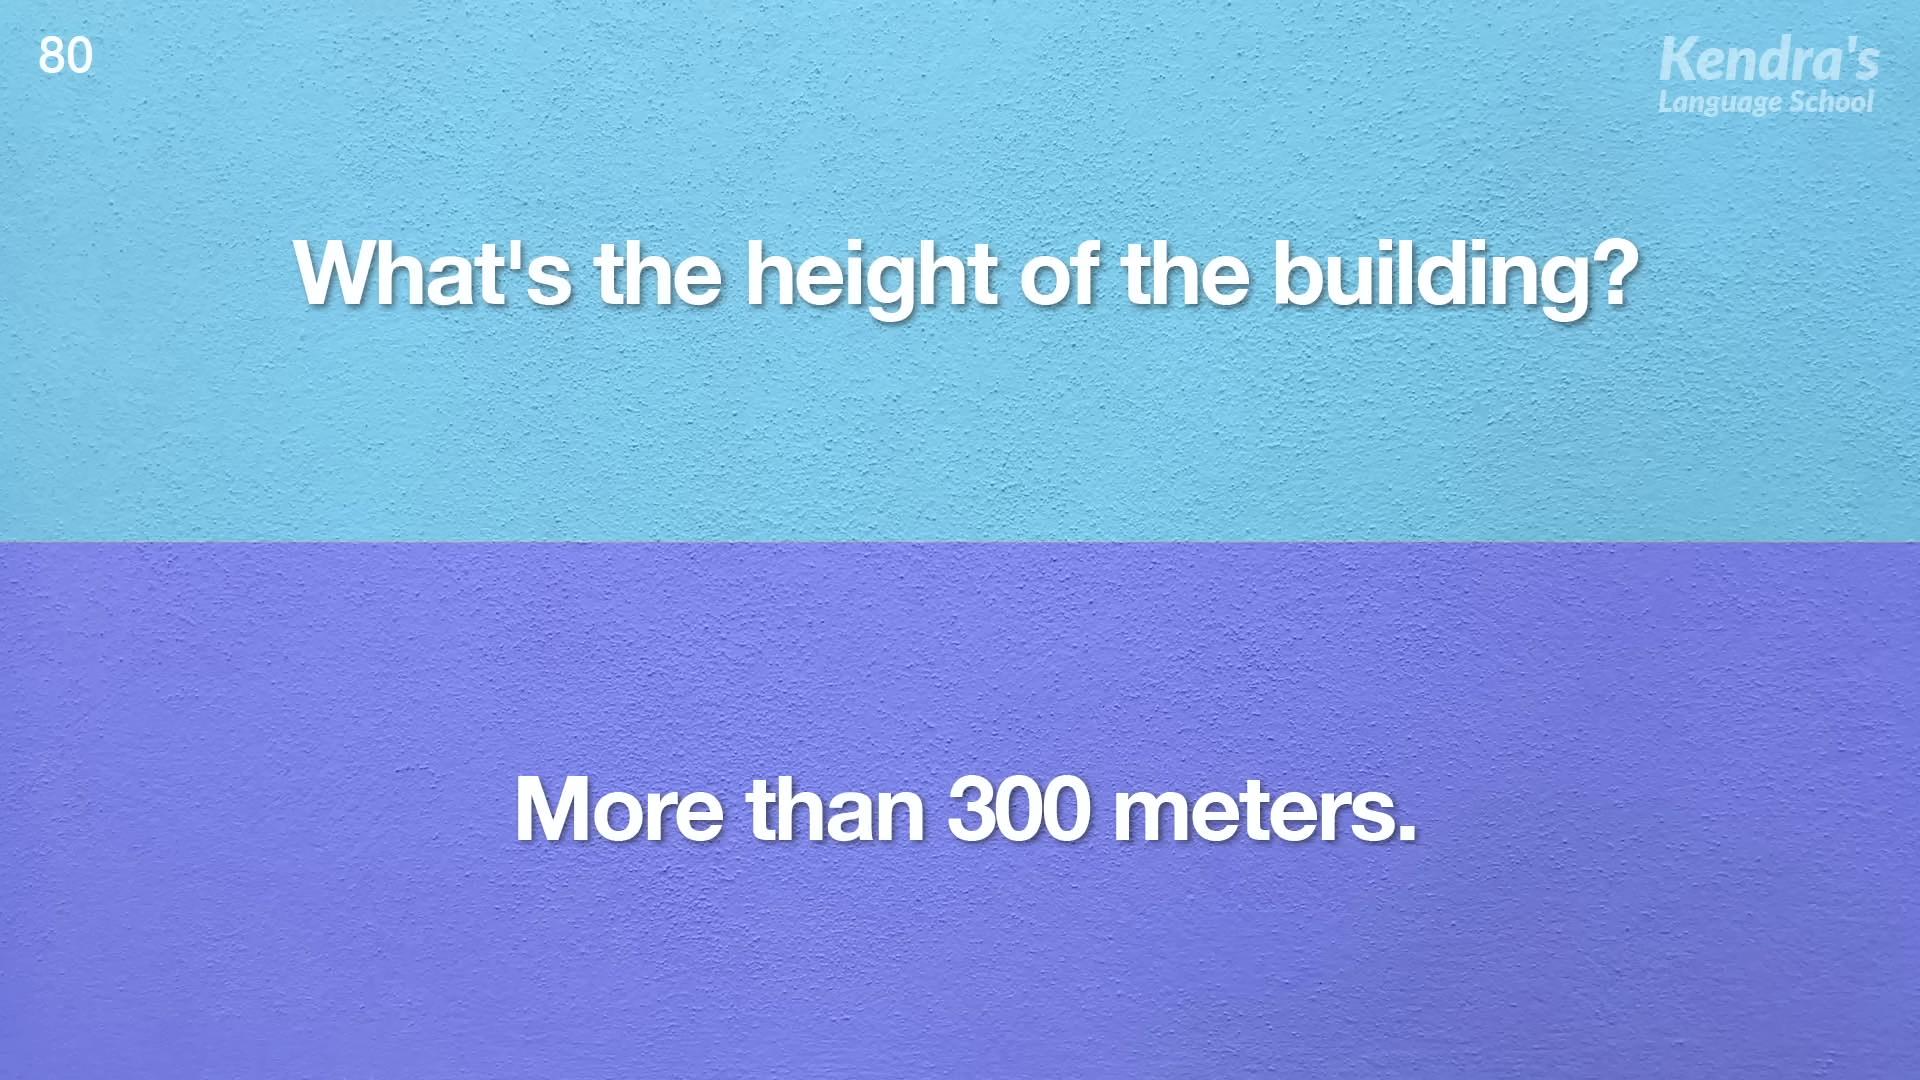 80
Kendra's
Language School
What's the height of the building?
More than 300 meters.